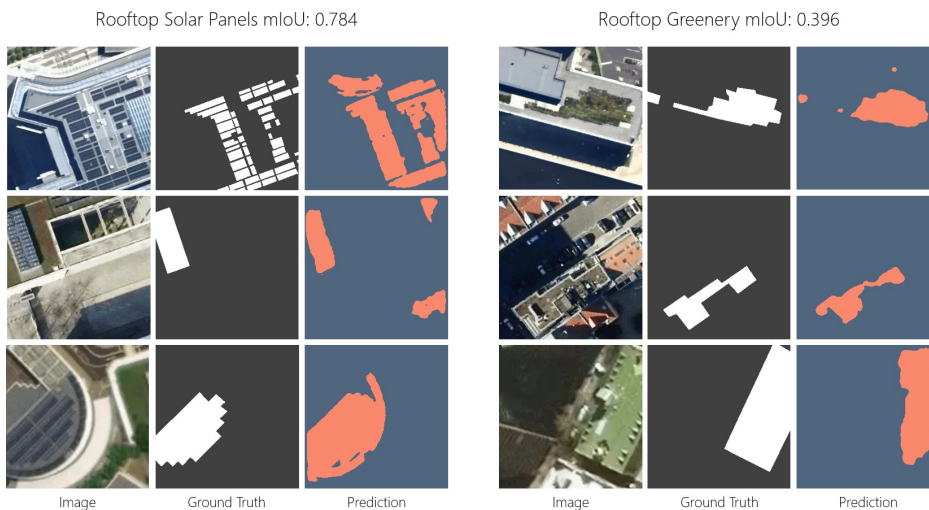 Rooftop Solar Panels mIoU: 0.784
Rooftop Greenery mIoU: 0.396
Image Ground Truth Prediction
Image Ground Truth Prediction